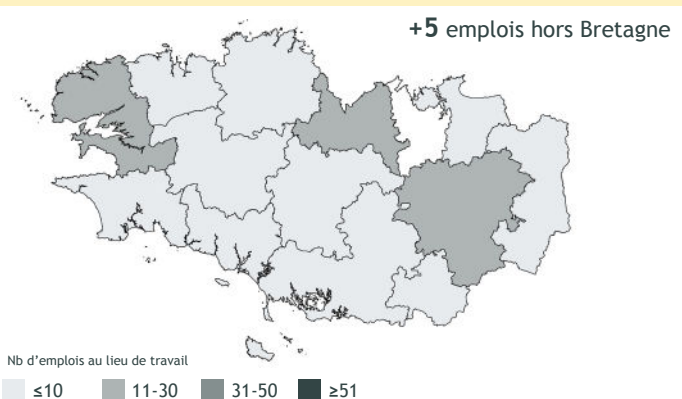 +5 emplois hors Bretagne
Nb d'emplois au lieu de travail
≤10 11-30 31-50 ≥51